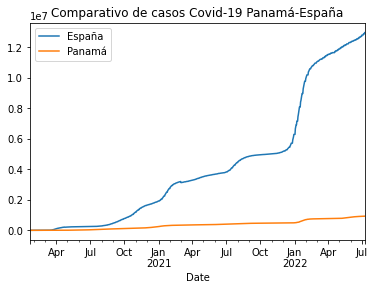 Comparativo de casos Covid-19 Panamá-España
1e7
España
Panamá
1.2
1.0
0.8
0.6
0.4
0.2
0.0
Apr Jul Oct Jan Apr Jul Oct Jan Apr Jul
2021 2022
Date